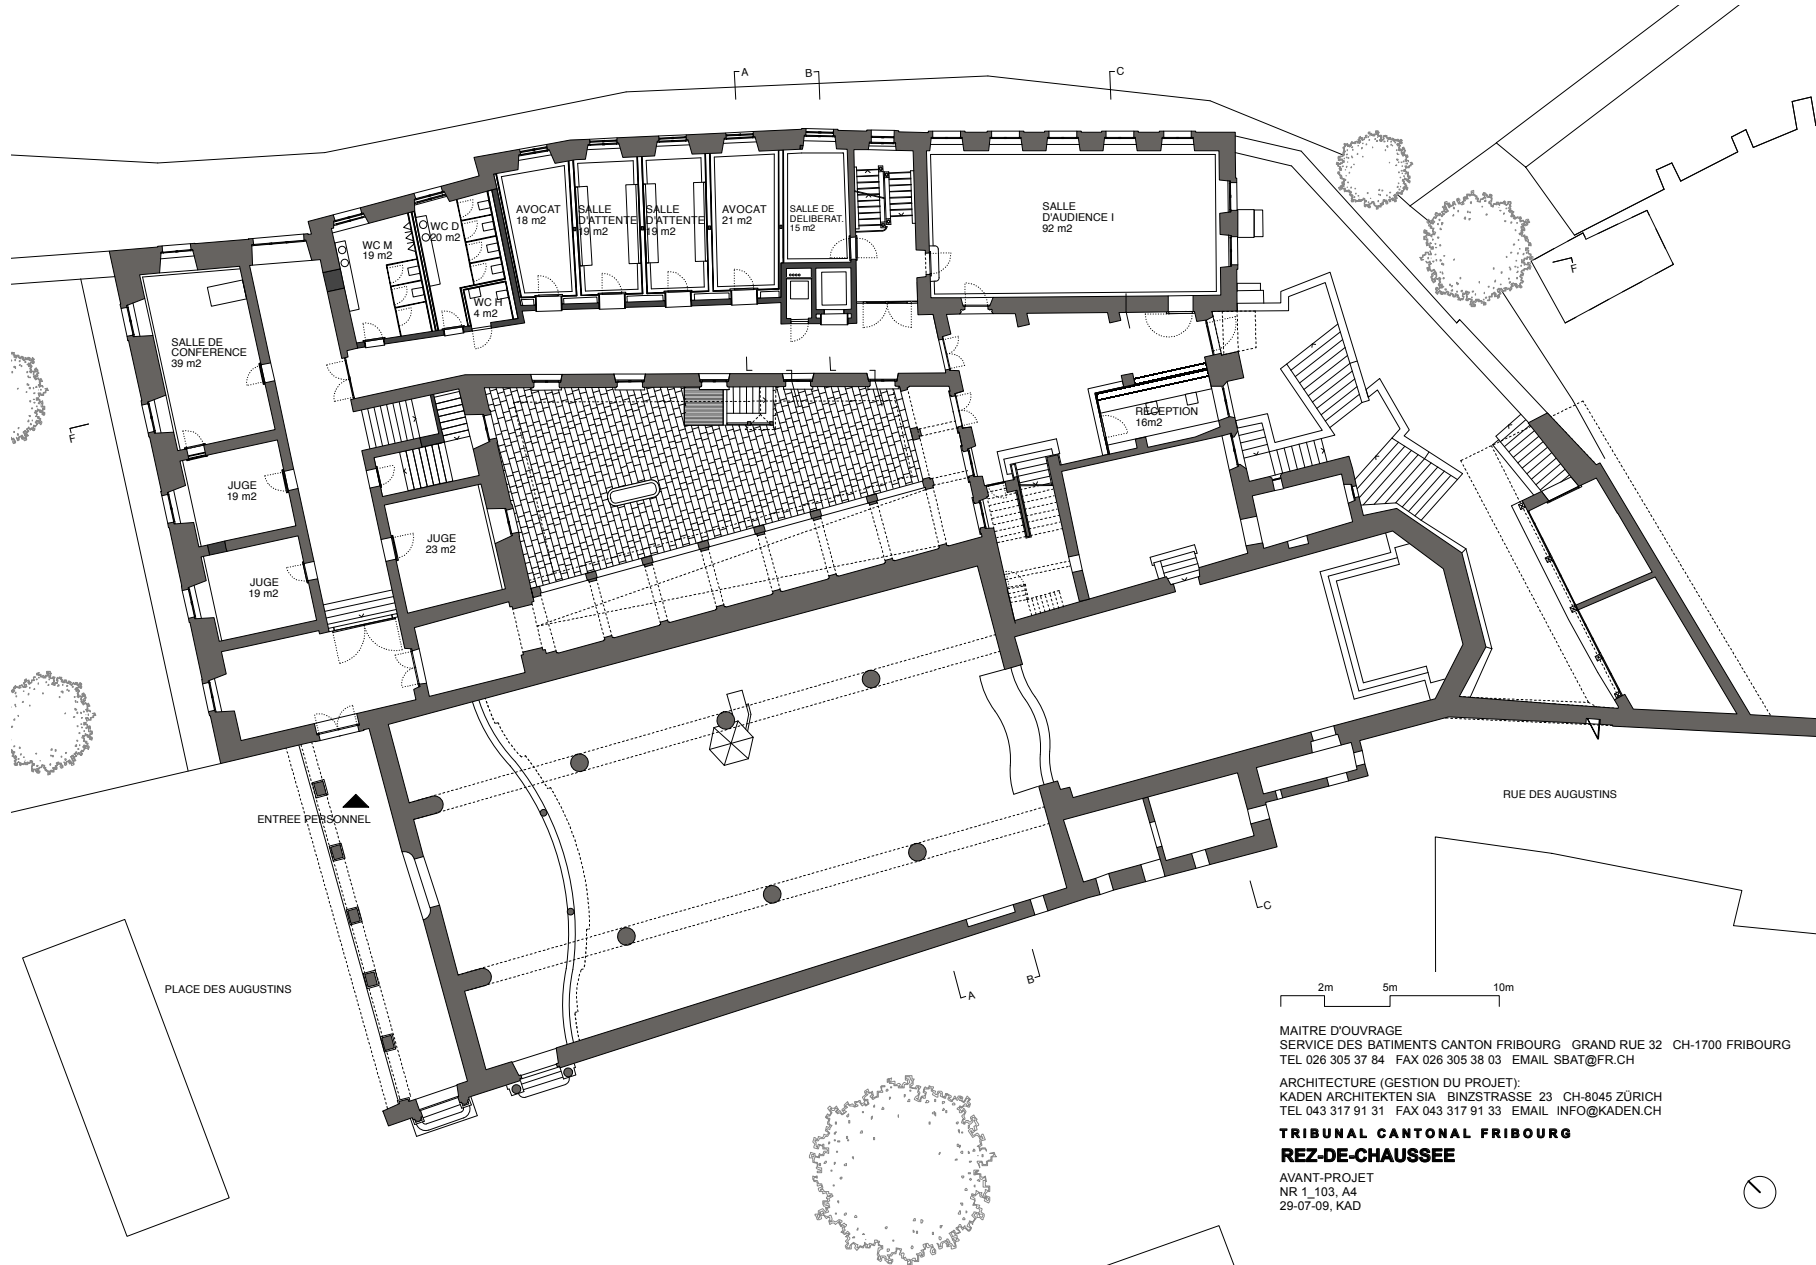 A
B
C
AVOCAT
18 m2
SALLE
D'ATTENTE
19 m2
SALLE
D'ATTENTE
19 m2
AVOCAT
21 m2
SALLE DE
DELIBERAT.
15 m2
SALLE
D'AUDIENCE I
92 m2
WC M
19 m2
WC D
20 m2
WC H
4 m2
F
F
SALLE DE
CONFERENCE
39 m2
RECEPTION
16m2
JUGE
19 m2
JUGE
23 m2
JUGE
19 m2
ENTREE PERSONNEL
RUE DES AUGUSTINS
PLACE DES AUGUSTINS
A
B
C
2m 5m 10m
MAITRE D'OUVRAGE
SERVICE DES BATIMENTS CANTON FRIBOURG GRAND RUE 32 CH-1700 FRIBOURG
TEL 026 305 37 84 FAX 026 305 38 03 EMAIL SBAT@FR.CH
ARCHITECTURE (GESTION DU PROJET):
KADEN ARCHITEKTEN SIA BINZSTRASSE 23 CH-8045 ZÜRICH
TEL 043 317 91 31 FAX 043 317 91 33 EMAIL INFO@KADEN.CH
TRIBUNAL CANTONAL FRIBOURG
REZ-DE-CHAUSSEE
AVANT-PROJET
NR 1_103, A4
29-07-09, KAD